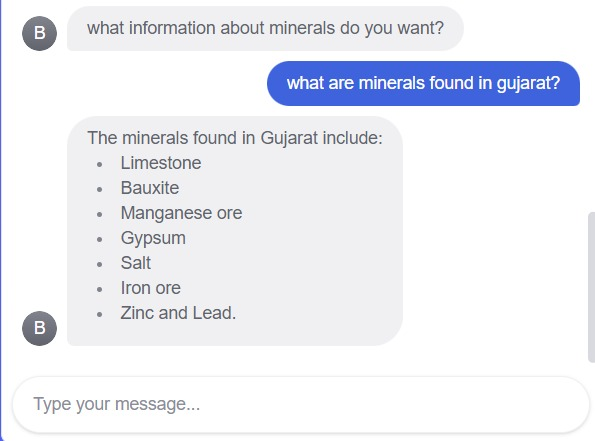 B
what information about minerals do you want?
what are minerals found in gujarat?
The minerals found in Gujarat include:
• Limestone
• Bauxite
• Manganese ore
• Gypsum
• Salt
• Iron ore
• Zinc and Lead.
B
Type your message...